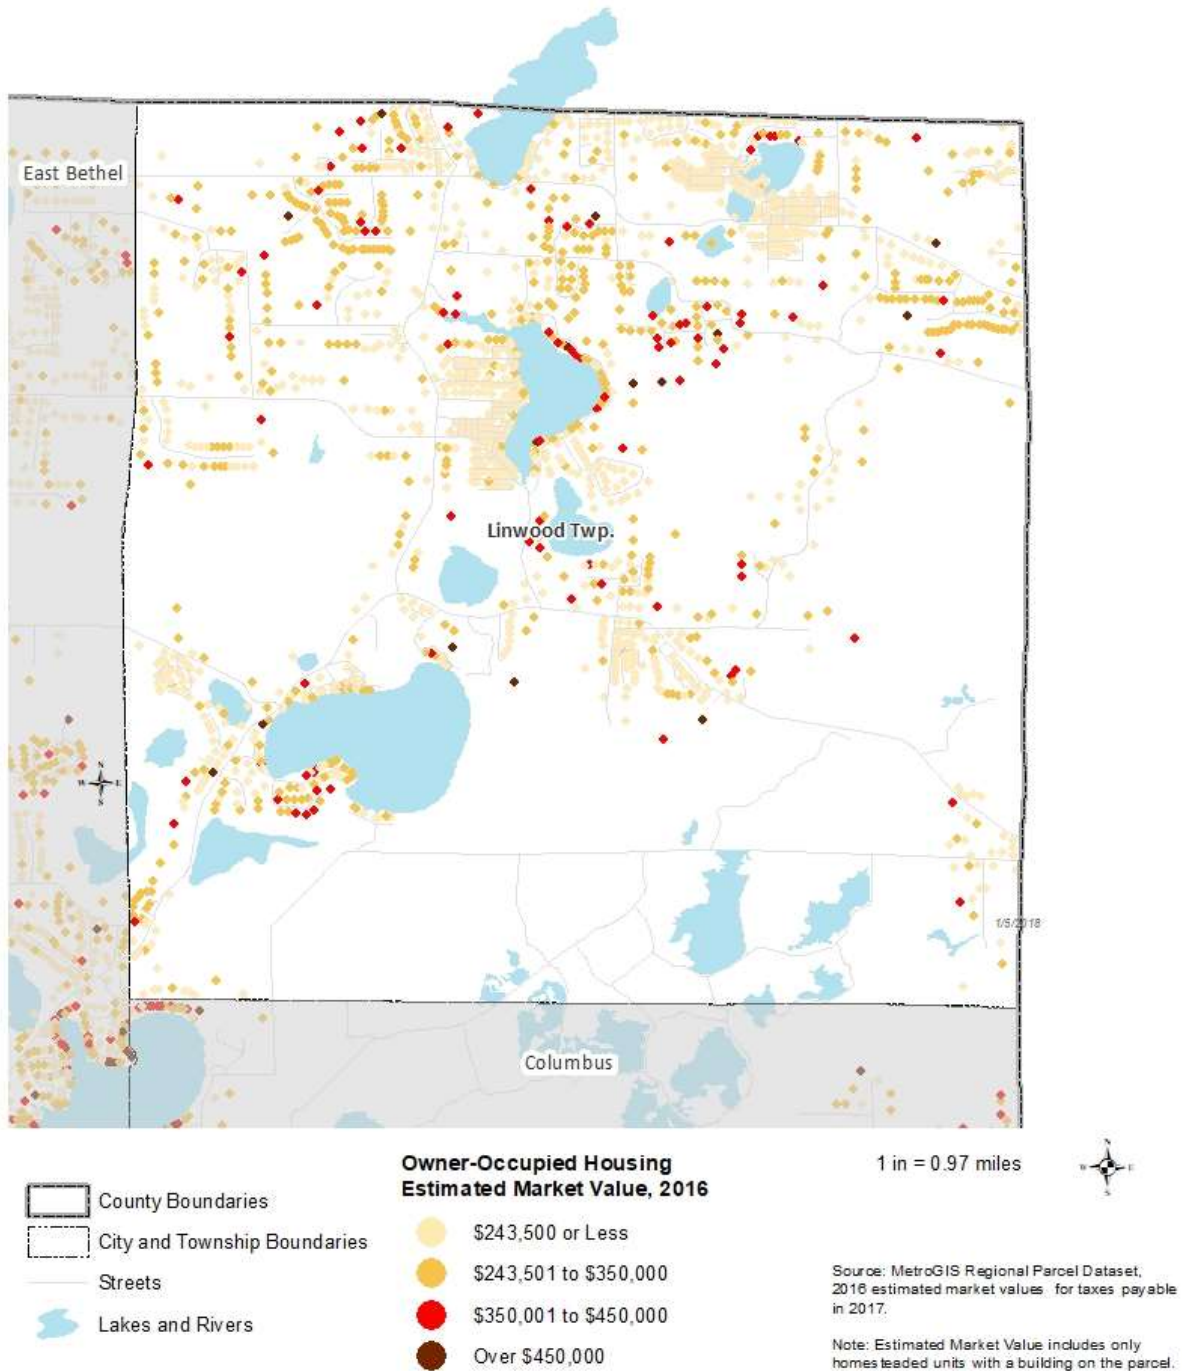 East Bethel
Linwood Twp.
N
W E
S
1/5/2018
Columbus
Owner-Occupied Housing
Estimated Market Value, 2016
1 in = 0.97 miles
N
W E
S
County Boundaries
City and Township Boundaries
Streets
Lakes and Rivers
$243,500 or Less
$243,501 to $350,000
$350,001 to $450,000
Over $450,000
Source: MetroGIS Regional Parcel Dataset,
2016 estimated market values for taxes payable
in 2017.
Note: Estimated Market Value includes only
homesteaded units with a building on the parcel.